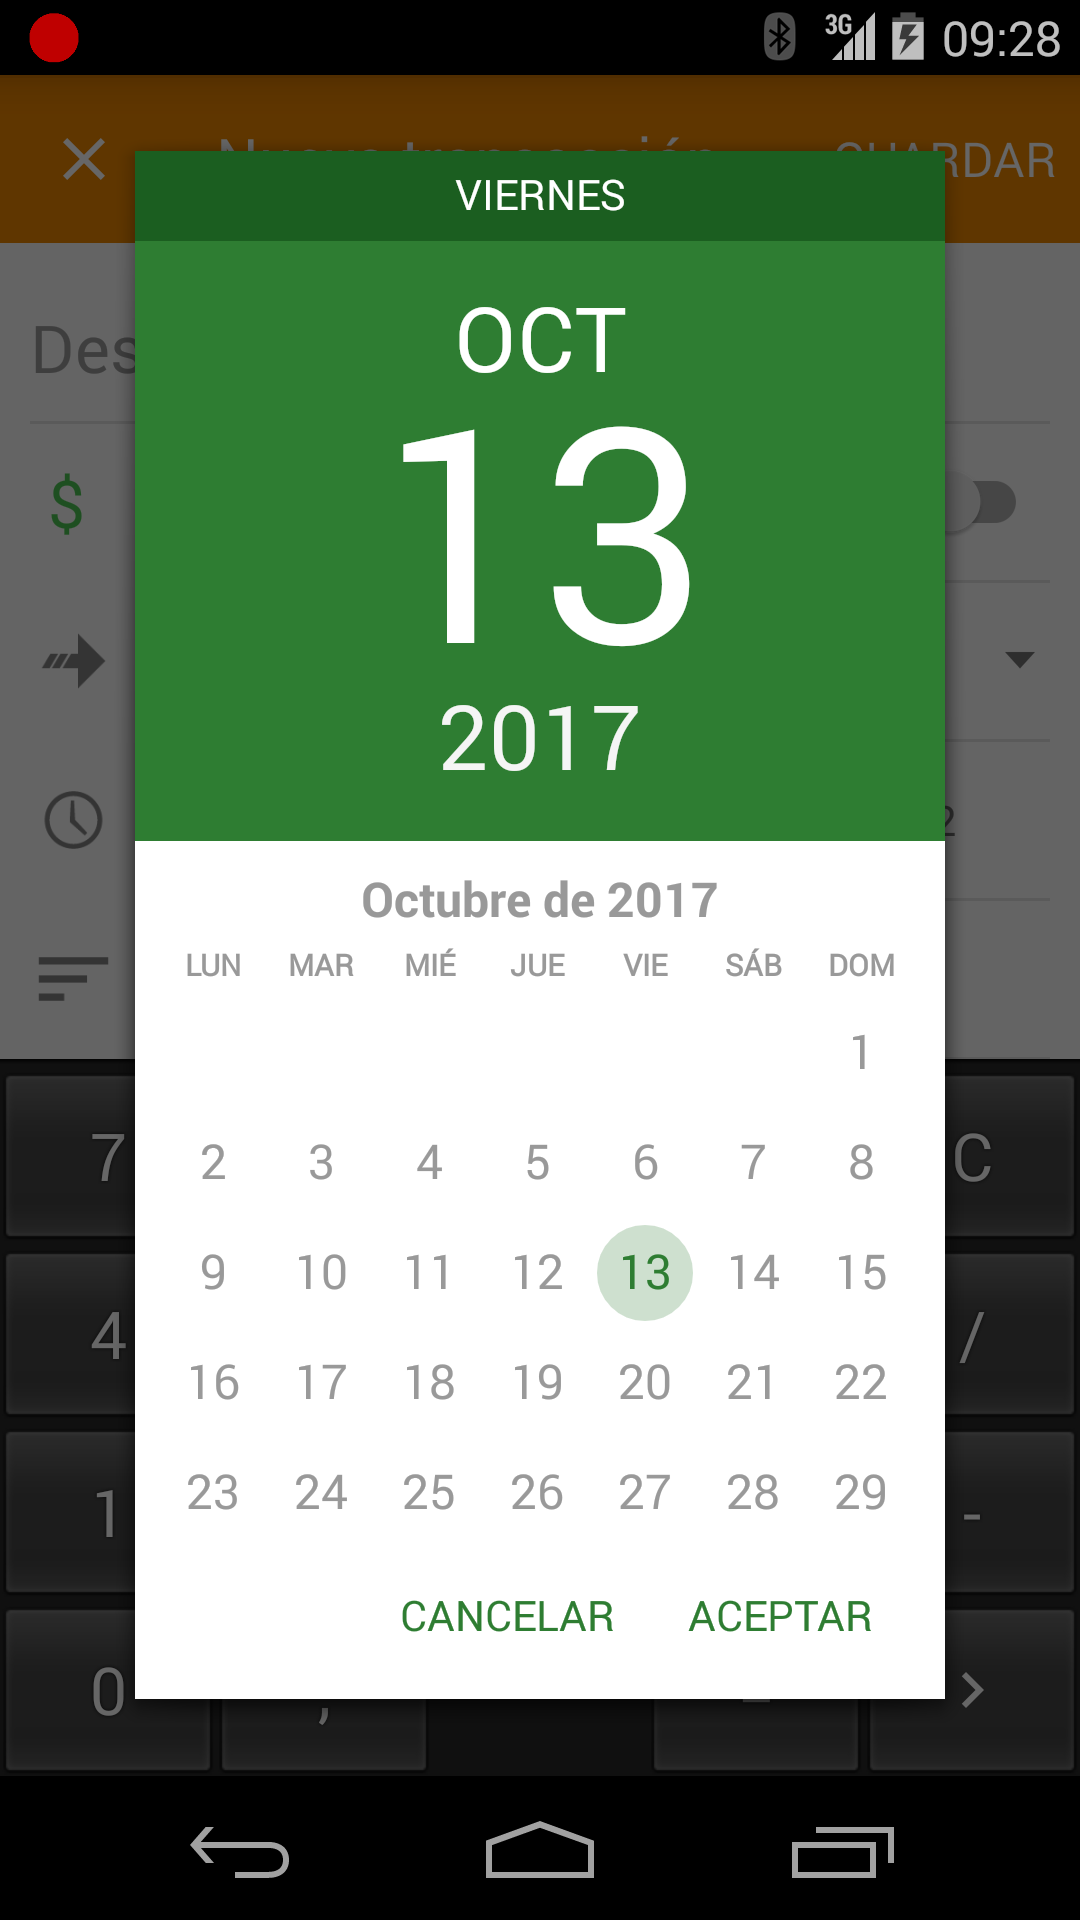 3G 09:28
VIERNES
OCT
13
2017
Des
$
2
Octubre de 2017
LUN MAR MIÉ JUE VIE SÁB DOM
1
2 3 4 5 6 7 8
9 10 11 12 13 14 15
16 17 18 19 20 21 22
23 24 25 26 27 28 29
CANCELAR ACEPTAR
7 C
4 /
1 -
0 ,